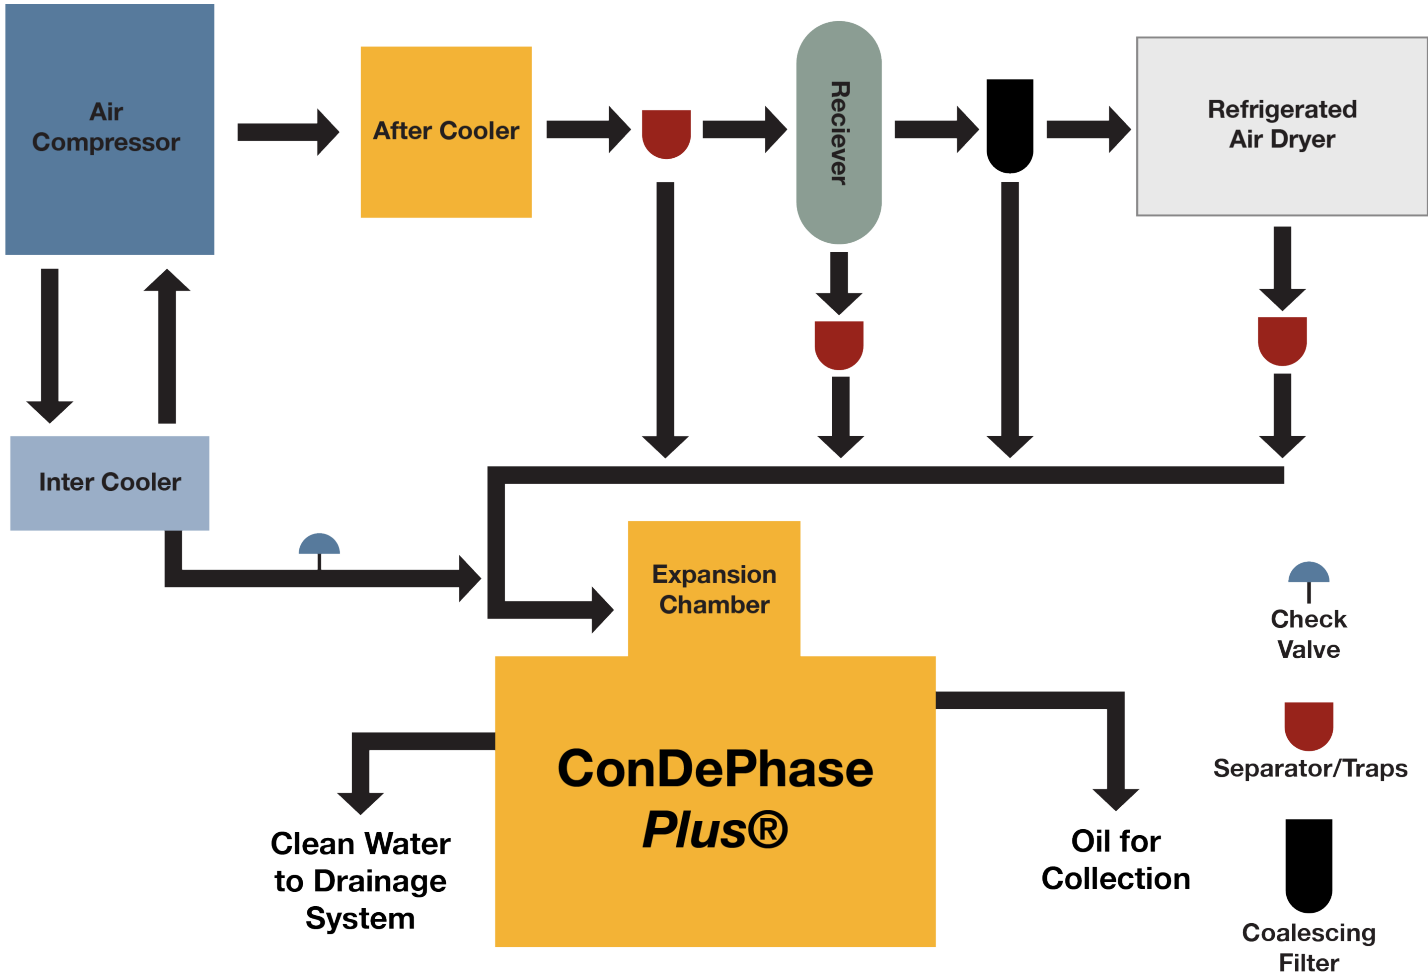 Air
Compressor
After Cooler
Reciever
Refrigerated
Air Dryer
Inter Cooler
Expansion
Chamber
Check
Valve
ConDePhase
Plus®
Separator/Traps
Clean Water
to Drainage
System
Oil for
Collection
Coalescing
Filter